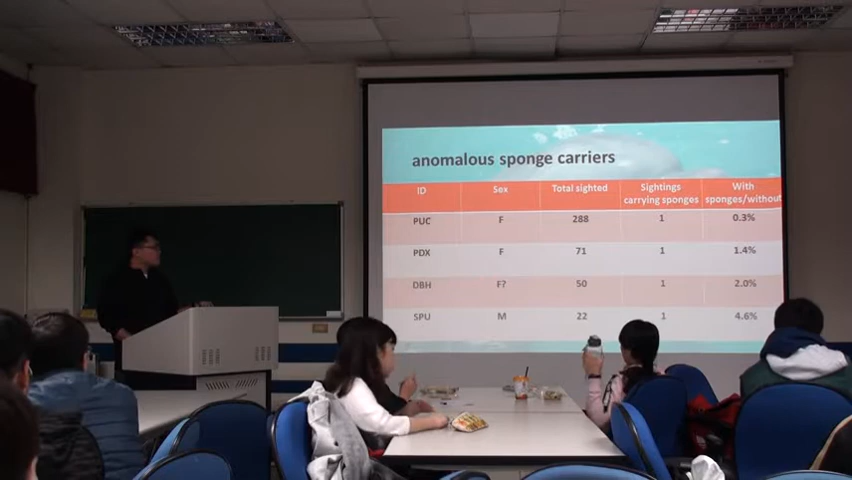 anomalous sponge carriers
ID Sex Total sighted Sightings carrying sponges With sponges/without
PUC F 288 1 0.3%
PDX F 71 1 1.4%
DBH F? 50 1 2.0%
SPU M 22 1 4.6%